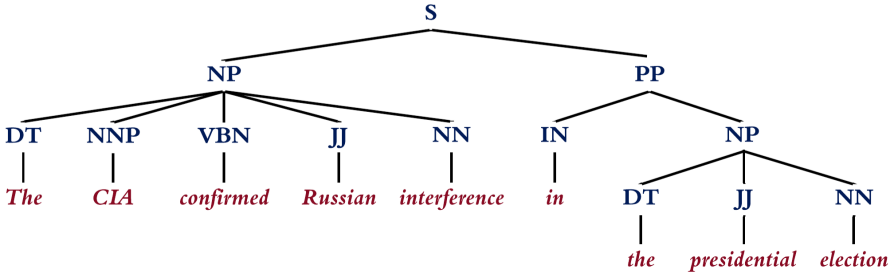 S
NP PP
DT NNP VBN JJ NN IN NP
The CIA confirmed Russian interference in DT JJ NN
the presidential election